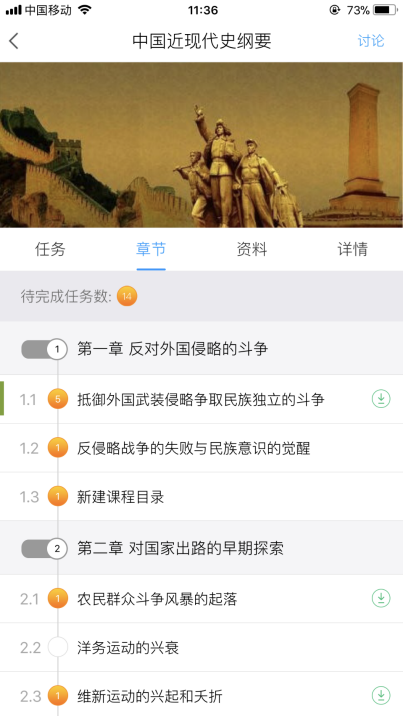 中国移动 11:36 73%
中国近现代史纲要 讨论
任务 章节 资料 详情
待完成任务数: 14
1 第一章 反对外国侵略的斗争
1.1 5 抵御外国武装侵略争取民族独立的斗争
1.2 1 反侵略战争的失败与民族意识的觉醒
1.3 1 新建课程目录
2 第二章 对国家出路的早期探索
2.1 1 农民群众斗争风暴的起落
2.2 洋务运动的兴衰
2.3 1 维新运动的兴起和夭折